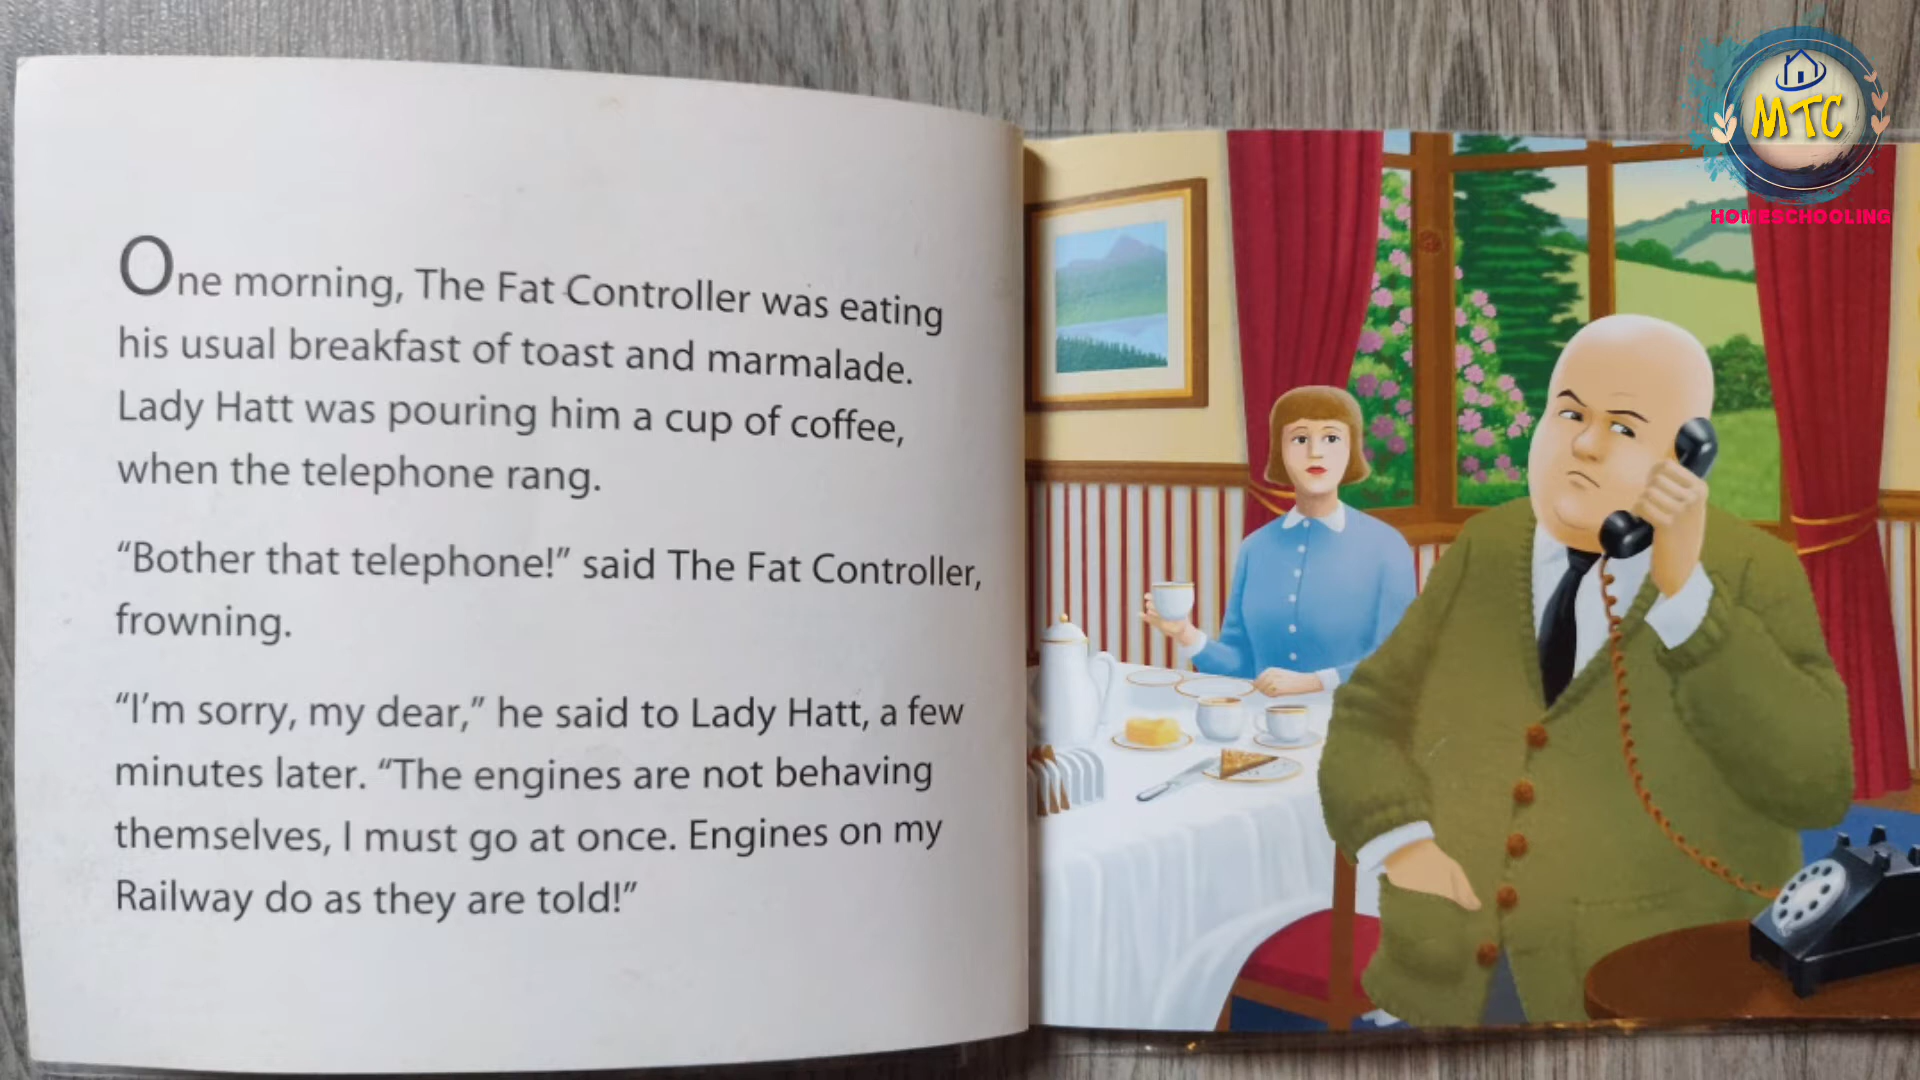 One morning, The Fat Controller was eating
his usual breakfast of toast and marmalade.
Lady Hatt was pouring him a cup of coffee,
when the telephone rang.
“Bother that telephone!” said The Fat Controller,
frowning.
“I’m sorry, my dear,” he said to Lady Hatt, a few
minutes later. “The engines are not behaving
themselves, I must go at once. Engines on my
Railway do as they are told!”
MTC
HOMESCHOOLING